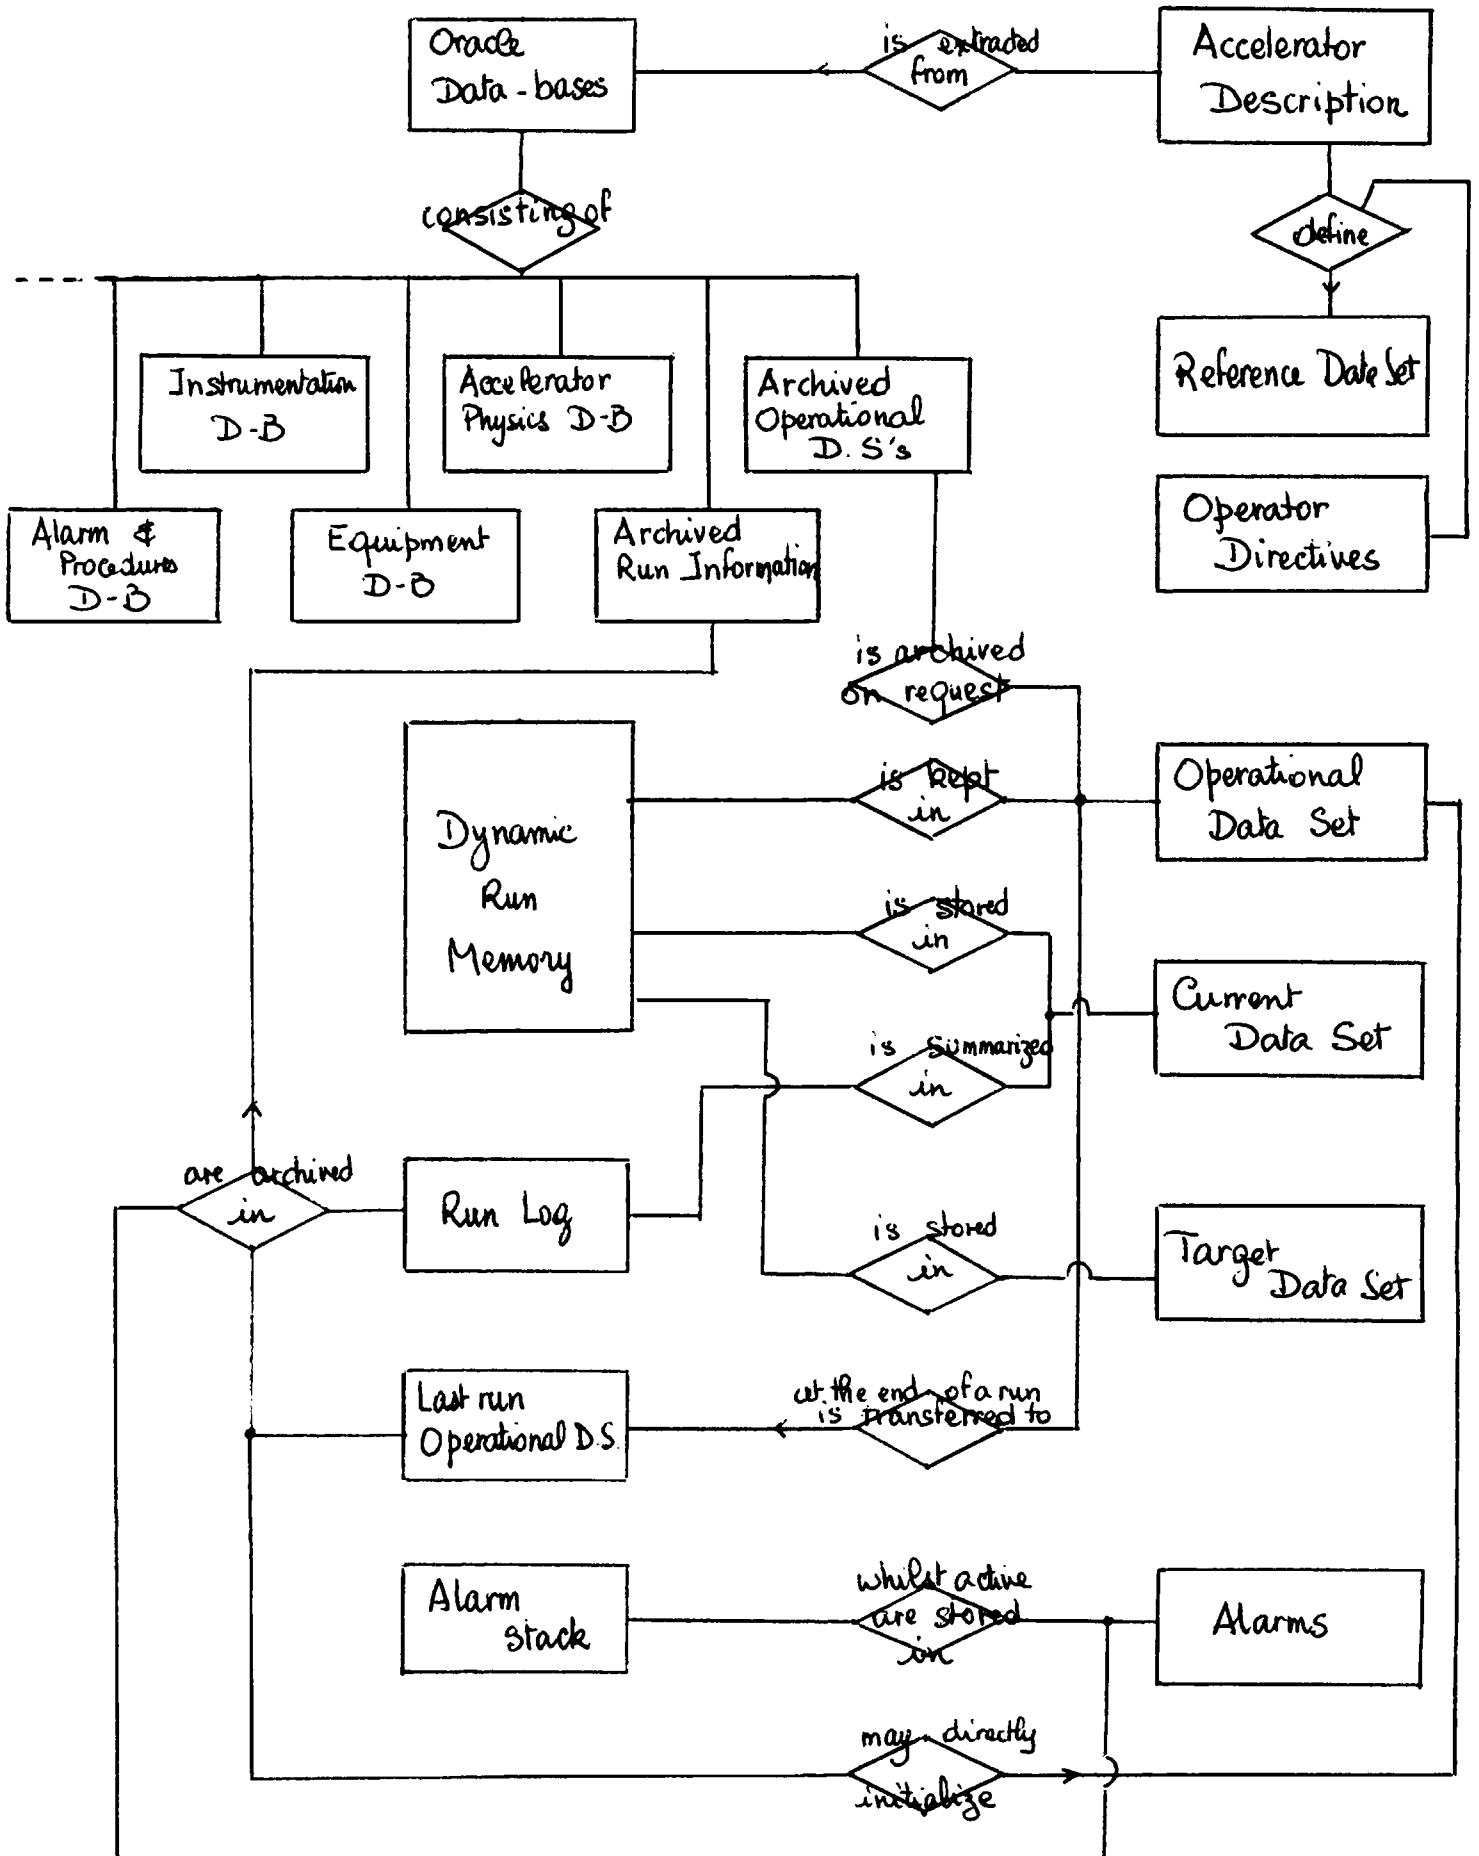 Oracle
Data-bases
is extracted
from
Accelerator
Description
consisting of
define
Instrumentation
D-B
Accelerator
Physics D-B
Archived
Operational
D.S's
Reference Date Set
Alarm &
Procedures
D-B
Equipment
D-B
Archived
Run Information
Operator
Directives
is archived
on request
Dynamic
Run
Memory
is kept
in
Operational
Data Set
is stored
in
Current
Data Set
is summarized
in
are archived
in
Run Log
is stored
in
Target
Data Set
Last run
Operational D.S.
at the end of a run
is transferred to
Alarm
stack
whilst active
are stored
in
Alarms
may directly
initialize